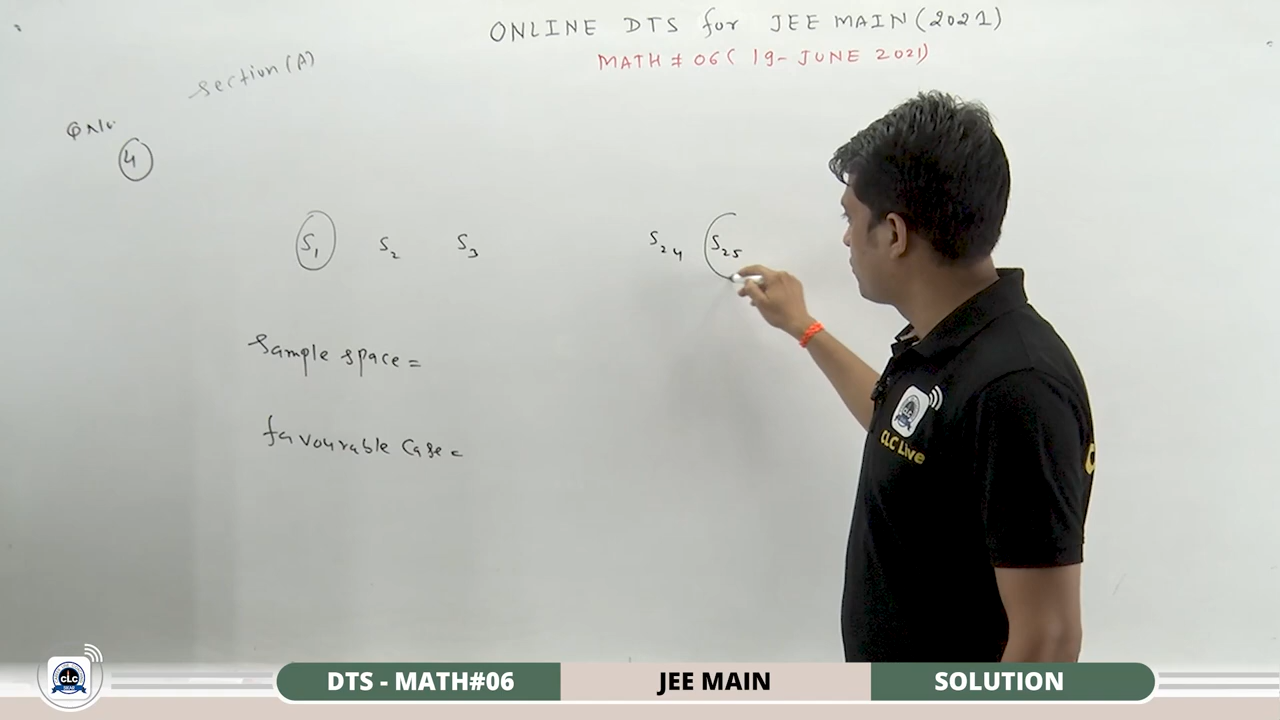 ONLINE DTS for JEE MAIN (2021)
MATH # 06 ( 19- JUNE 2021)
Section (A)
4
S1 S2 S3 S24 S25
Sample space =
favourable Case =
CLC Live
CLC
DTS - MATH#06 JEE MAIN SOLUTION